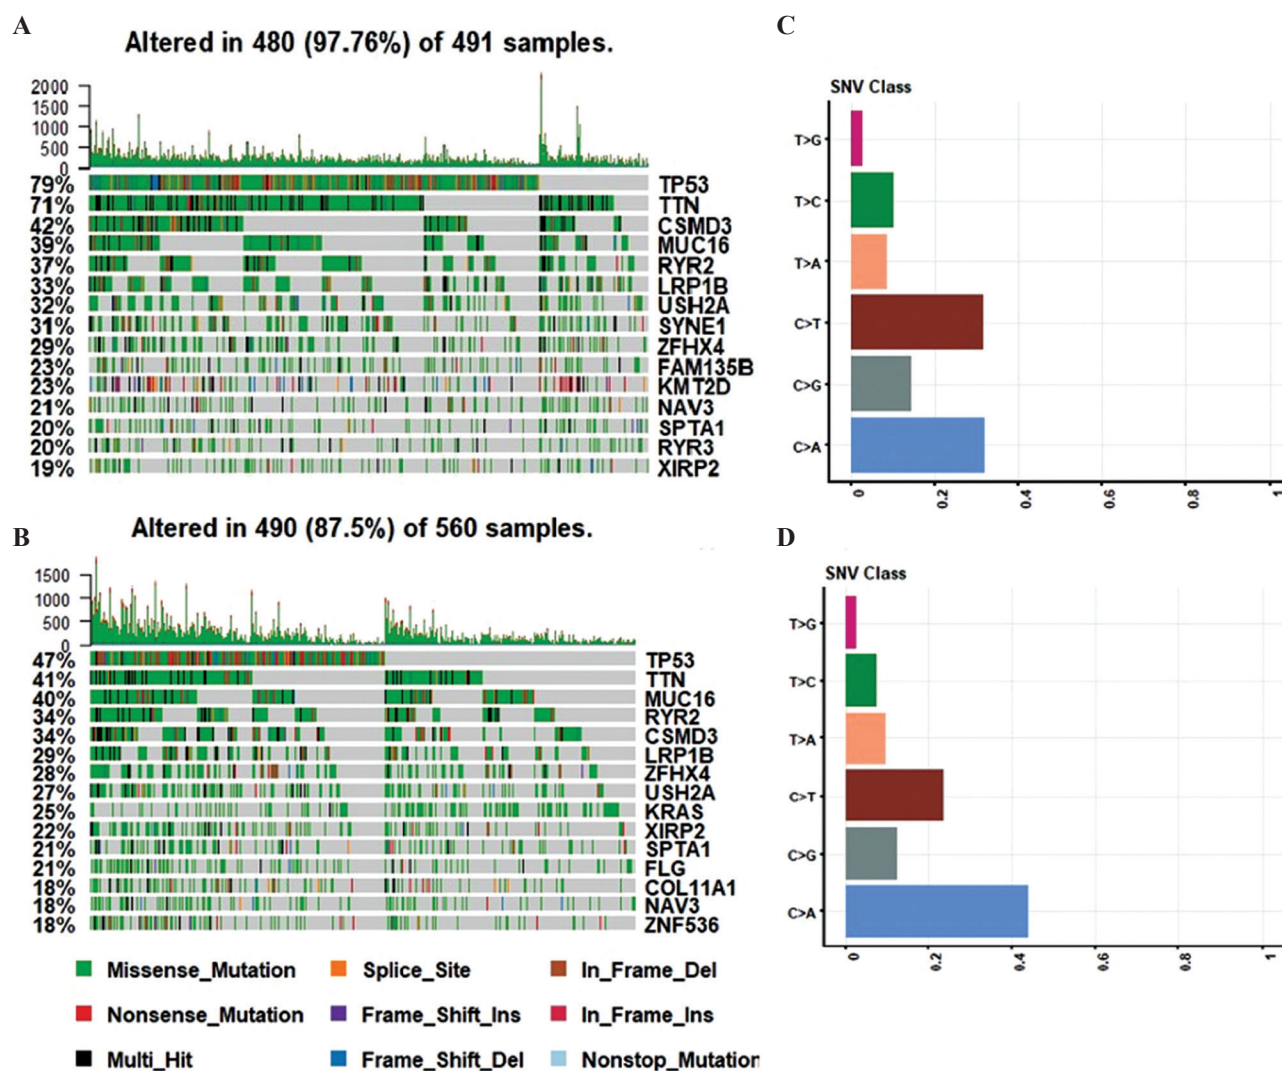 A
Altered in 480 (97.76%) of 491 samples.
2000
1500
1000
500
0
79% TP53
71% TTN
42% CSMD3
39% MUC16
37% RYR2
33% LRP1B
32% USH2A
31% SYNE1
29% ZFHX4
23% FAM135B
23% KMT2D
21% NAV3
20% SPTA1
20% RYR3
19% XIRP2
B
Altered in 490 (87.5%) of 560 samples.
1500
1000
500
0
47% TP53
41% TTN
40% MUC16
34% RYR2
34% CSMD3
29% LRP1B
28% ZFHX4
27% USH2A
25% KRAS
22% XIRP2
21% SPTA1
21% FLG
18% COL11A1
18% NAV3
18% ZNF536
Missense_Mutation Splice_Site In_Frame_Del
Nonsense_Mutation Frame_Shift_Ins In_Frame_Ins
Multi_Hit Frame_Shift_Del Nonstop_Mutation
C
SNV Class
T>G
T>C
T>A
C>T
C>G
C>A
0 0.2 0.4 0.6 0.8 1
D
SNV Class
T>G
T>C
T>A
C>T
C>G
C>A
0 0.2 0.4 0.6 0.8 1